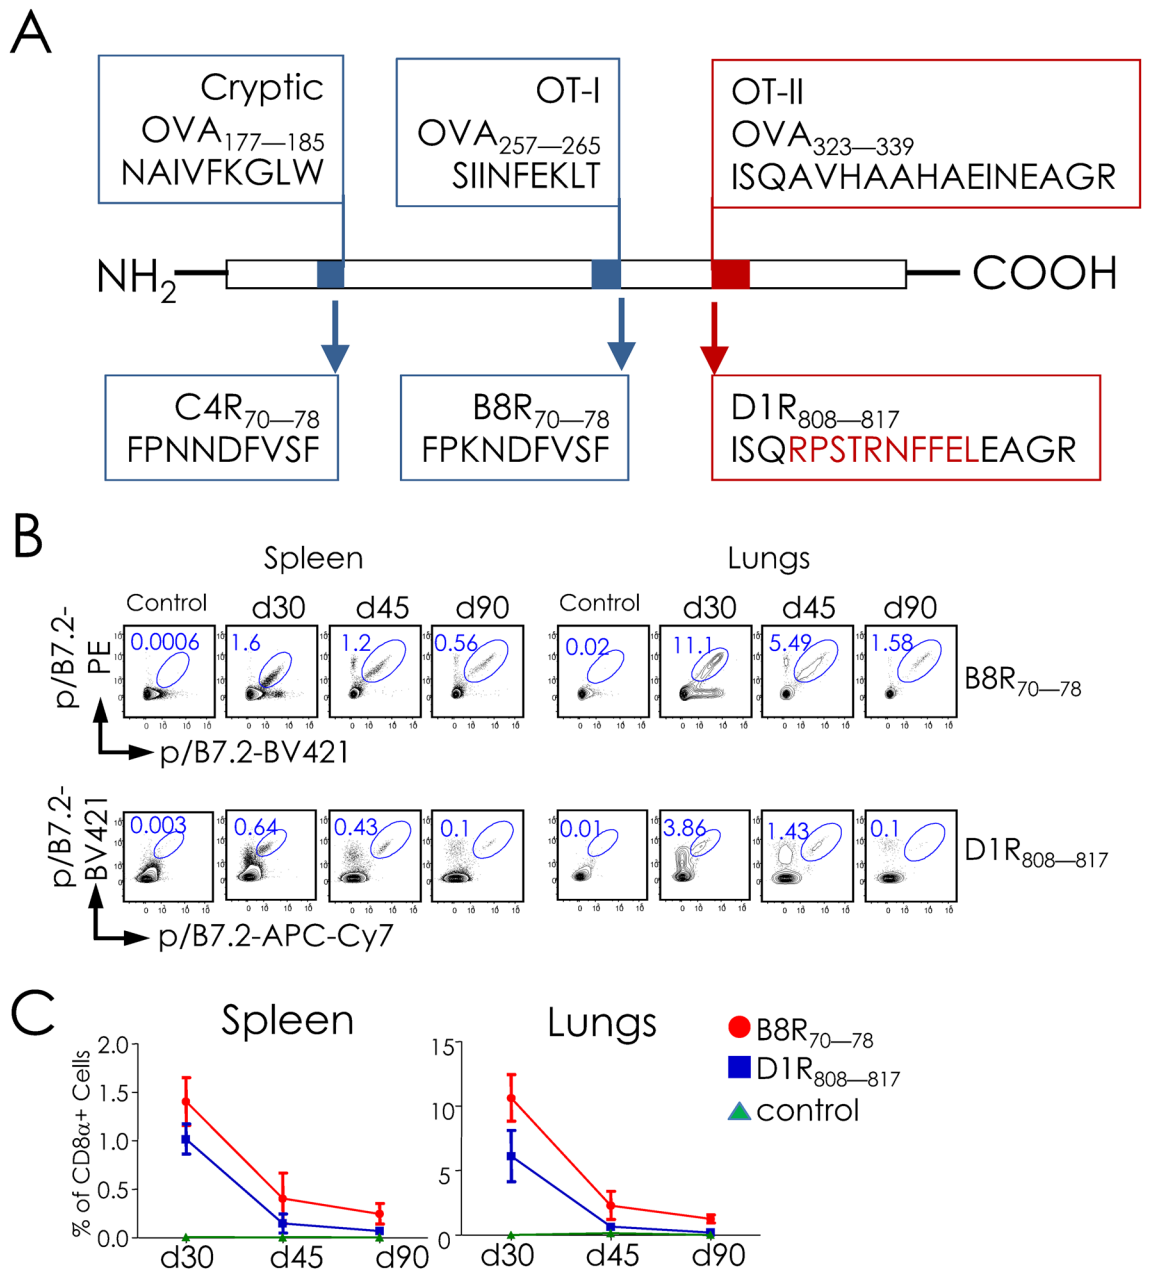 A
Cryptic
OVA177—185
NAIVFKGLW
OT-I
OVA257—265
SIINFEKLT
OT-II
OVA323—339
ISQAVHAAHAEINEAGR
NH2
COOH
C4R70—78
FPNNDFVSF
B8R70—78
FPKNDFVSF
D1R808—817
ISQRPSTRNFFELEAGR
B
Spleen
Lungs
Control d30 d45 d90 Control d30 d45 d90
p/B7.2-PE
0.0006 1.6 1.2 0.56 0.02 11.1 5.49 1.58
B8R70—78
p/B7.2-BV421
p/B7.2-BV421
0.003 0.64 0.43 0.1 0.01 3.86 1.43 0.1
D1R808—817
p/B7.2-APC-Cy7
C
Spleen
Lungs
% of CD8α+ Cells
2.0
1.5
1.0
0.5
0.0
d30 d45 d90
15
10
5
0
d30 d45 d90
B8R70—78
D1R808—817
control